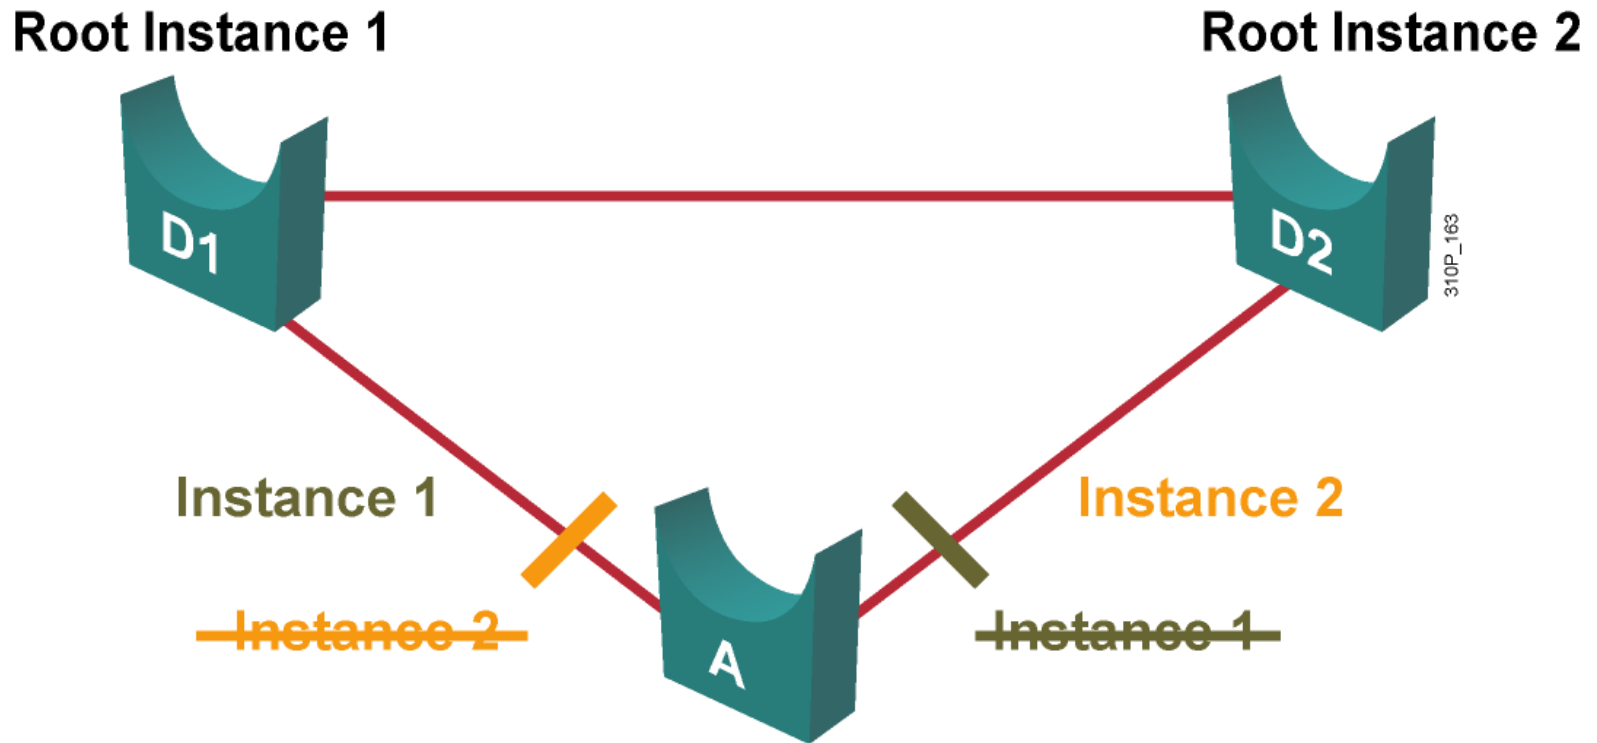 Root Instance 1
Root Instance 2
D1
D2
310P_163
Instance 1
Instance 2
Instance 2
Instance 1
A